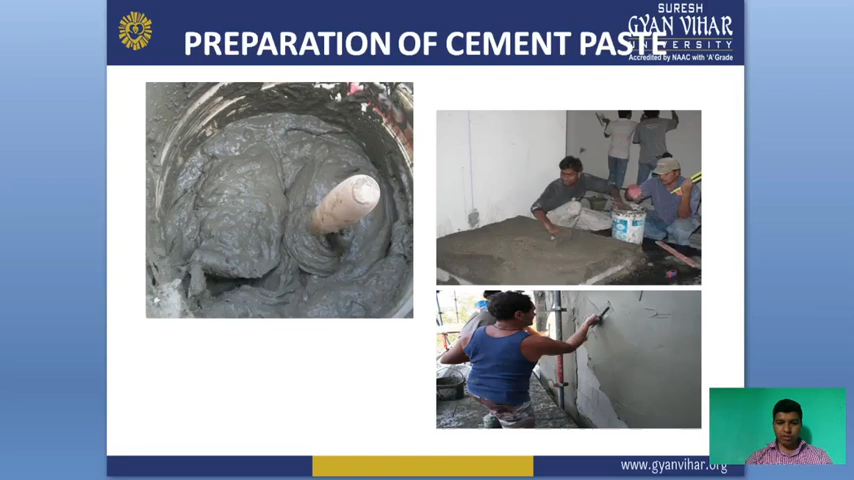 SURESH
GYAN VIHAR
UNIVERSITY
Accredited by NAAC with 'A' Grade
PREPARATION OF CEMENT PASTE
www.gyanvihar.org